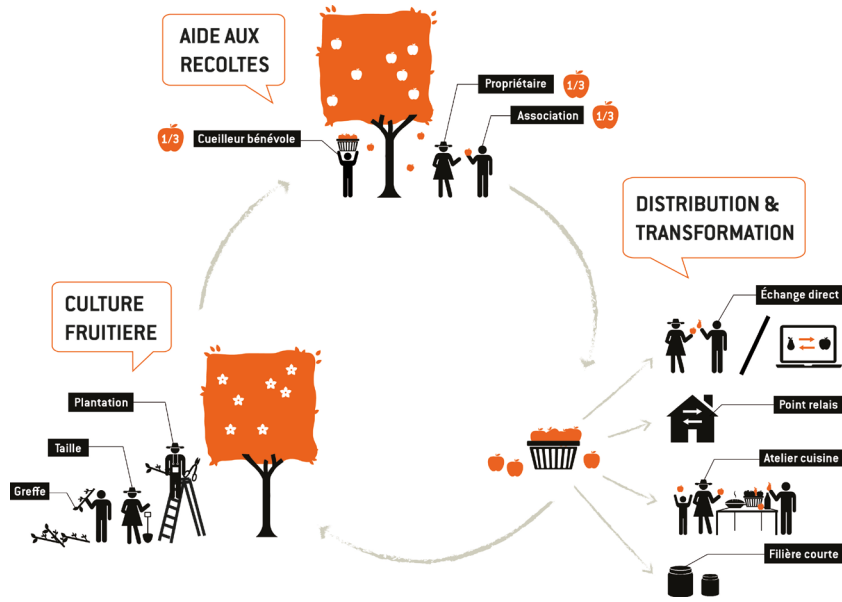 AIDE AUX
RECOLTES
Propriétaire
1/3
Association
1/3
1/3
Cueilleur bénévole
DISTRIBUTION &
TRANSFORMATION
Échange direct
Point relais
Atelier cuisine
Filière courte
CULTURE
FRUITIERE
Plantation
Taille
Greffe